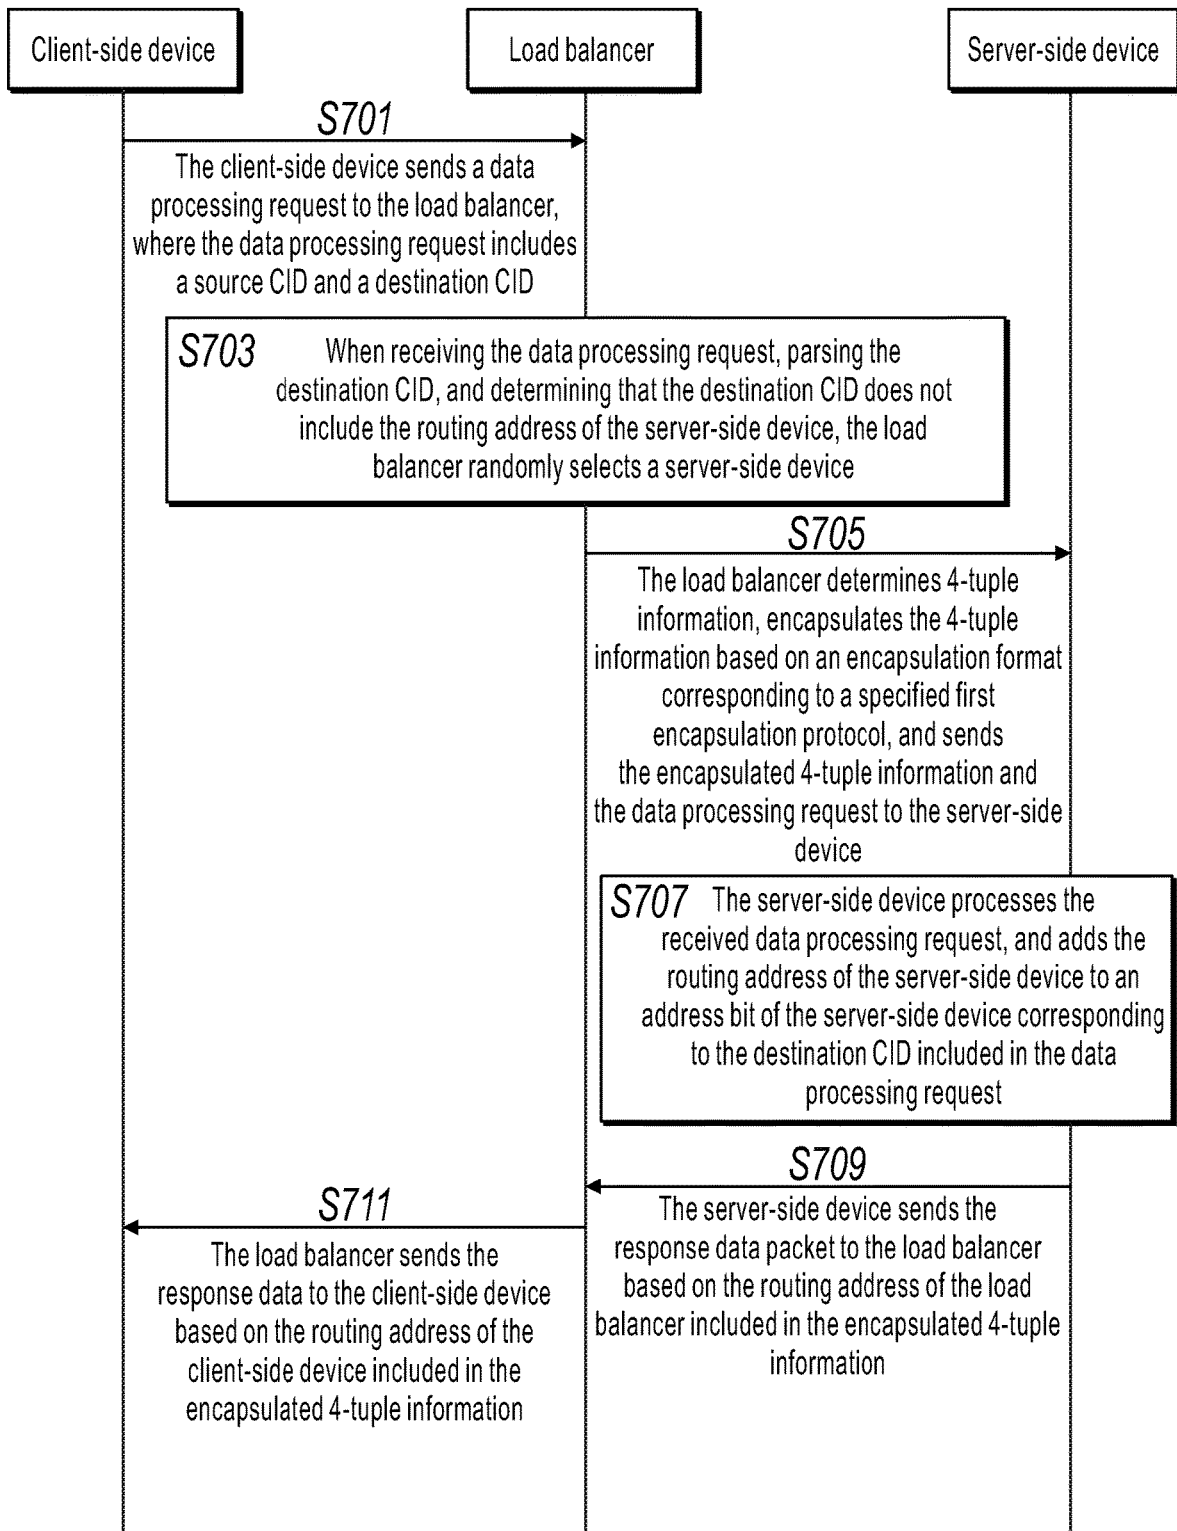 Client-side device
Load balancer
Server-side device
S701
The client-side device sends a data
processing request to the load balancer,
where the data processing request includes
a source CID and a destination CID
S703
When receiving the data processing request, parsing the
destination CID, and determining that the destination CID does not
include the routing address of the server-side device, the load
balancer randomly selects a server-side device
S705
The load balancer determines 4-tuple
information, encapsulates the 4-tuple
information based on an encapsulation format
corresponding to a specified first
encapsulation protocol, and sends
the encapsulated 4-tuple information and
the data processing request to the server-side
device
S707
The server-side device processes the
received data processing request, and adds the
routing address of the server-side device to an
address bit of the server-side device corresponding
to the destination CID included in the data
processing request
S709
The server-side device sends the
response data packet to the load balancer
based on the routing address of the load
balancer included in the encapsulated 4-tuple
information
S711
The load balancer sends the
response data to the client-side device
based on the routing address of the
client-side device included in the
encapsulated 4-tuple information